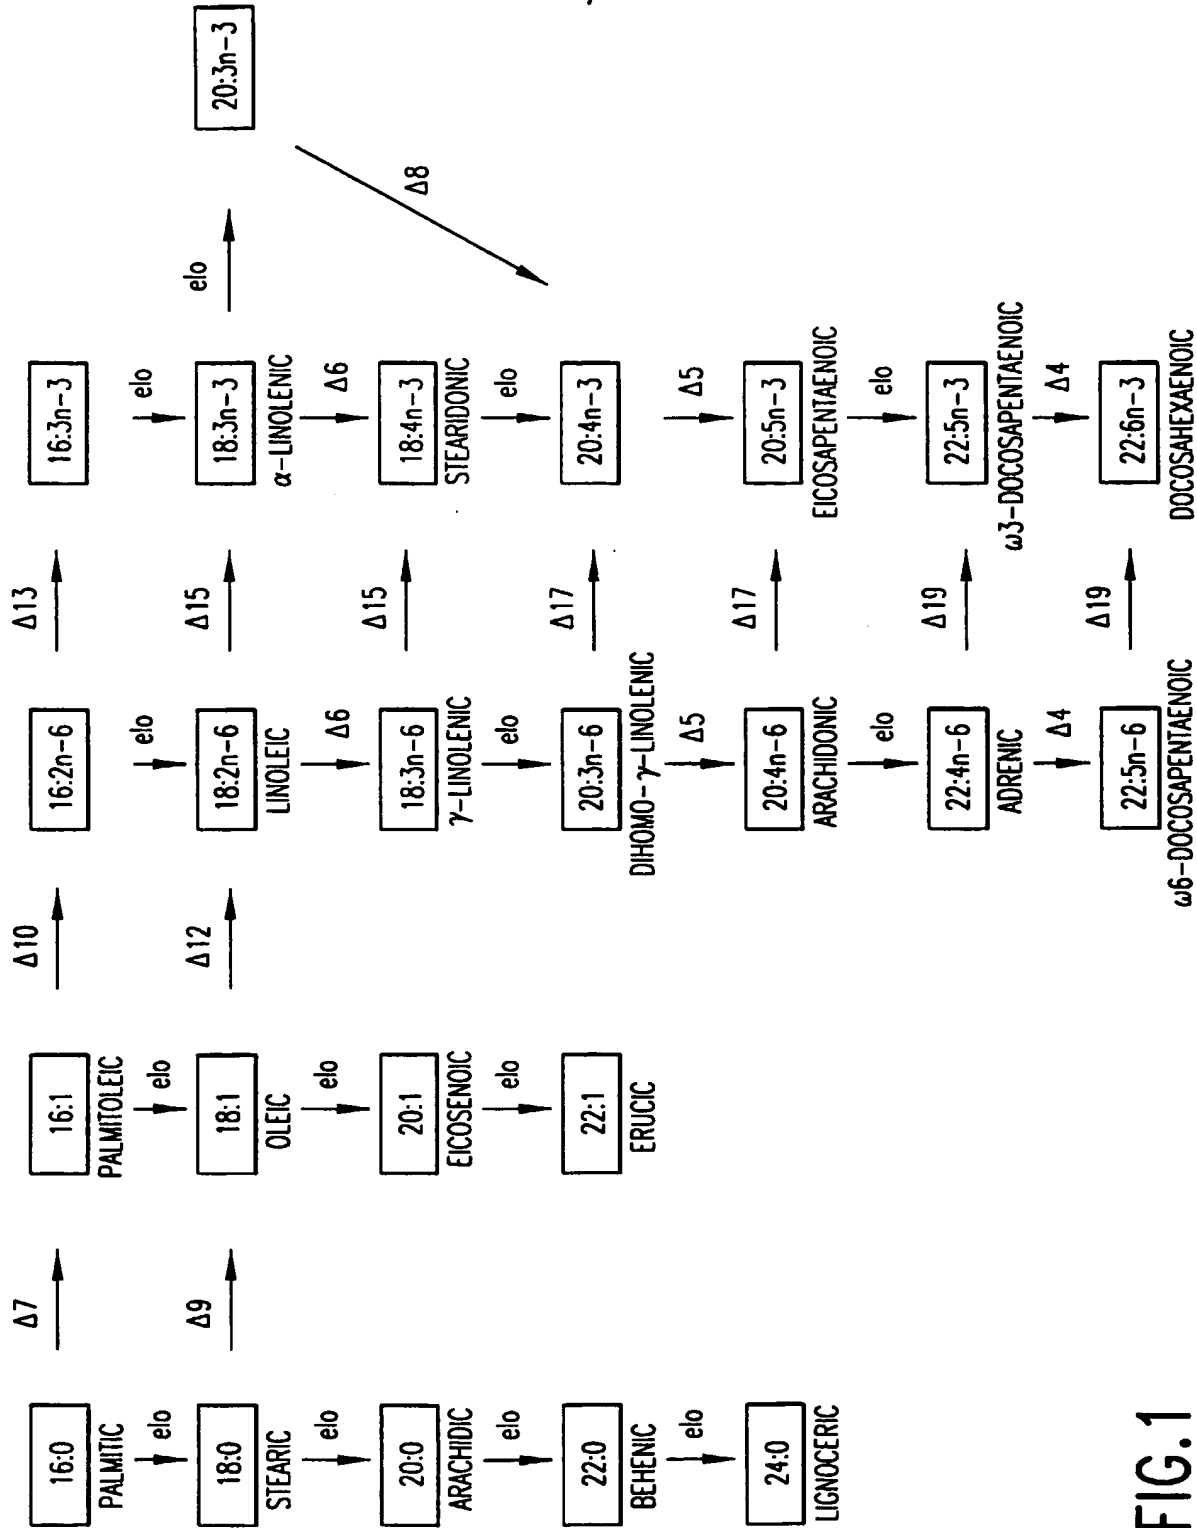 Δ7
Δ10
Δ13
16:0
16:1
16:2n-6
16:3n-3
PALMITIC
PALMITOLEIC
elo
elo
elo
elo
Δ9
Δ12
Δ15
elo
18:0
18:1
18:2n-6
18:3n-3
20:3n-3
STEARIC
OLEIC
LINOLEIC
α-LINOLENIC
elo
elo
Δ6
Δ6
Δ15
20:0
20:1
18:3n-6
18:4n-3
Δ8
ARACHIDIC
EICOSENOIC
γ-LINOLENIC
STEARIDONIC
elo
elo
elo
elo
Δ17
22:0
22:1
20:3n-6
20:4n-3
BEHENIC
ERUCIC
DIHOMO-γ-LINOLENIC
elo
Δ5
Δ5
Δ17
24:0
20:4n-6
20:5n-3
LIGNOCERIC
ARACHIDONIC
EICOSAPENTAENOIC
elo
elo
Δ19
22:4n-6
22:5n-3
ADRENIC
ω3-DOCOSAPENTAENOIC
Δ4
Δ4
Δ19
22:5n-6
22:6n-3
ω6-DOCOSAPENTAENOIC
DOCOSAHEXAENOIC
FIG.1